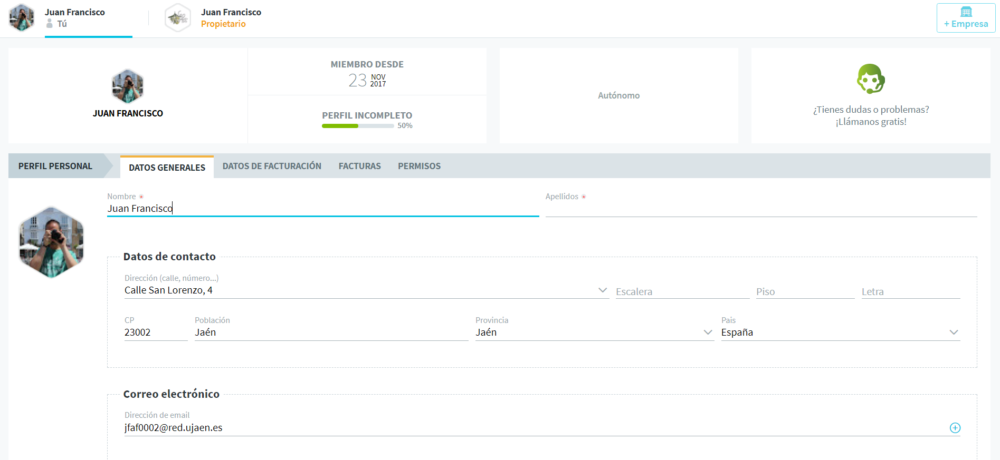 Juan Francisco
Tú
Juan Francisco
Propietario
+ Empresa
JUAN FRANCISCO
MIEMBRO DESDE
23 NOV 2017
PERFIL INCOMPLETO
50%
Autónomo
¿Tienes dudas o problemas?
¡Llámanos gratis!
PERFIL PERSONAL DATOS GENERALES DATOS DE FACTURACIÓN FACTURAS PERMISOS
Nombre * Apellidos *
Juan Francisco
Datos de contacto
Dirección (calle, número...)
Calle San Lorenzo, 4 Escalera Piso Letra
CP Población Provincia Pais
23002 Jaén Jaén España
Correo electrónico
Dirección de email
jfaf0002@red.ujaen.es